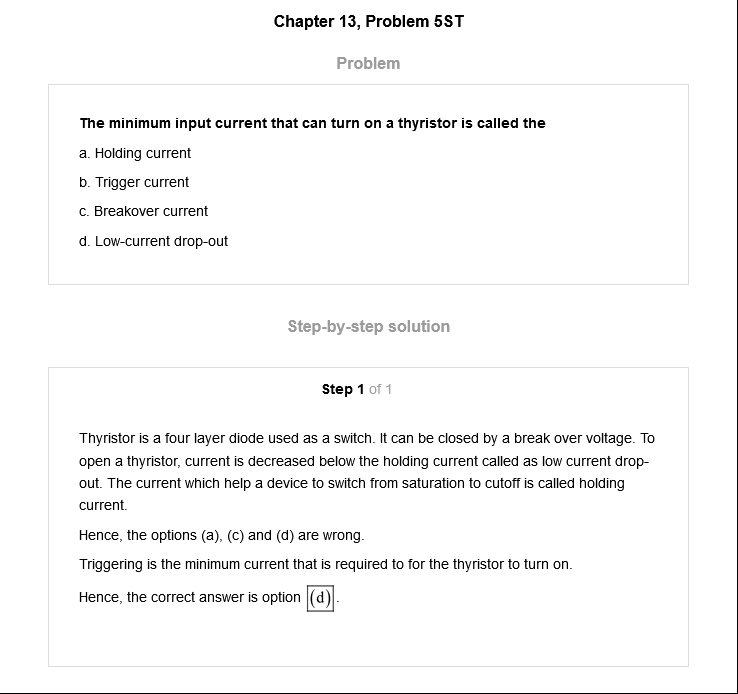 Chapter 13, Problem 5ST
Problem
The minimum input current that can turn on a thyristor is called the
a. Holding current
b. Trigger current
c. Breakover current
d. Low-current drop-out
Step-by-step solution
Step 1 of 1
Thyristor is a four layer diode used as a switch. It can be closed by a break over voltage. To
open a thyristor, current is decreased below the holding current called as low current drop-
out. The current which help a device to switch from saturation to cutoff is called holding
current.
Hence, the options (a), (c) and (d) are wrong.
Triggering is the minimum current that is required to for the thyristor to turn on.
Hence, the correct answer is option (d).